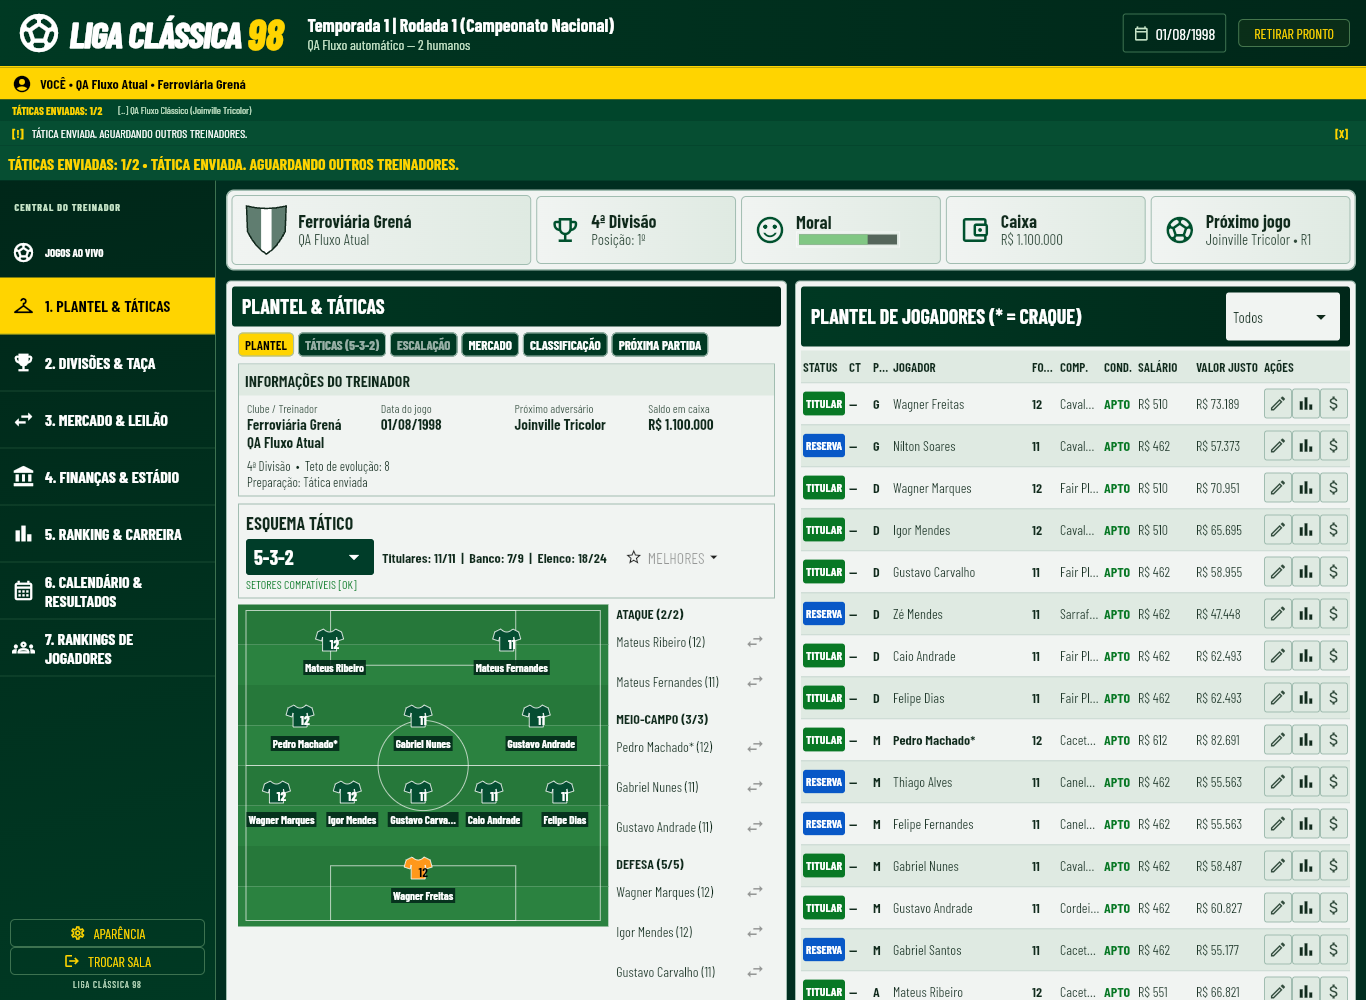 LIGA CLÁSSICA 98
Temporada 1 | Rodada 1 (Campeonato Nacional)
QA Fluxo automático — 2 humanos
01/08/1998
RETIRAR PRONTO
VOCÊ • QA Fluxo Atual • Ferroviária Grená
TÁTICAS ENVIADAS: 1/2 [..] QA Fluxo Clássico (Joinville Tricolor)
[!] TÁTICA ENVIADA. AGUARDANDO OUTROS TREINADORES. [X]
TÁTICAS ENVIADAS: 1/2 • TÁTICA ENVIADA. AGUARDANDO OUTROS TREINADORES.
CENTRAL DO TREINADOR
JOGOS AO VIVO
1. PLANTEL & TÁTICAS
2. DIVISÕES & TAÇA
3. MERCADO & LEILÃO
4. FINANÇAS & ESTÁDIO
5. RANKING & CARREIRA
6. CALENDÁRIO &
RESULTADOS
7. RANKINGS DE
JOGADORES
APARÊNCIA
TROCAR SALA
LIGA CLÁSSICA 98
Ferroviária Grená
QA Fluxo Atual
4ª Divisão
Posição: 1º
Moral
Caixa
R$ 1.100.000
Próximo jogo
Joinville Tricolor • R1
PLANTEL & TÁTICAS
PLANTEL TÁTICAS (5-3-2) ESCALAÇÃO MERCADO CLASSIFICAÇÃO PRÓXIMA PARTIDA
INFORMAÇÕES DO TREINADOR
Clube / Treinador Data do jogo Próximo adversário Saldo em caixa
Ferroviária Grená 01/08/1998 Joinville Tricolor R$ 1.100.000
QA Fluxo Atual
4ª Divisão • Teto de evolução: 8
Preparação: Tática enviada
ESQUEMA TÁTICO
5-3-2 Titulares: 11/11 | Banco: 7/9 | Elenco: 18/24 MELHORES
SETORES COMPATÍVEIS [OK]
12 11
Mateus Ribeiro Mateus Fernandes
12 11 11
Pedro Machado* Gabriel Nunes Gustavo Andrade
12 12 11 11 11
Wagner Marques Igor Mendes Gustavo Carva... Caio Andrade Felipe Dias
12
Wagner Freitas
ATAQUE (2/2)
Mateus Ribeiro (12)
Mateus Fernandes (11)
MEIO-CAMPO (3/3)
Pedro Machado* (12)
Gabriel Nunes (11)
Gustavo Andrade (11)
DEFESA (5/5)
Wagner Marques (12)
Igor Mendes (12)
Gustavo Carvalho (11)
PLANTEL DE JOGADORES (* = CRAQUE)
Todos
STATUS CT P... JOGADOR FO... COMP. COND. SALÁRIO VALOR JUSTO AÇÕES
TITULAR – G Wagner Freitas 12 Caval... APTO R$ 510 R$ 73.189 $
RESERVA – G Nilton Soares 11 Caval... APTO R$ 462 R$ 57.373 $
TITULAR – D Wagner Marques 12 Fair Pl... APTO R$ 510 R$ 70.951 $
TITULAR – D Igor Mendes 12 Caval... APTO R$ 510 R$ 65.695 $
TITULAR – D Gustavo Carvalho 11 Fair Pl... APTO R$ 462 R$ 58.955 $
RESERVA – D Zé Mendes 11 Sarraf... APTO R$ 462 R$ 47.448 $
TITULAR – D Caio Andrade 11 Fair Pl... APTO R$ 462 R$ 62.493 $
TITULAR – D Felipe Dias 11 Fair Pl... APTO R$ 462 R$ 62.493 $
TITULAR – M Pedro Machado* 12 Cacet... APTO R$ 612 R$ 82.691 $
RESERVA – M Thiago Alves 11 Canel... APTO R$ 462 R$ 55.563 $
RESERVA – M Felipe Fernandes 11 Canel... APTO R$ 462 R$ 55.563 $
TITULAR – M Gabriel Nunes 11 Caval... APTO R$ 462 R$ 58.487 $
TITULAR – M Gustavo Andrade 11 Cordei... APTO R$ 462 R$ 60.827 $
RESERVA – M Gabriel Santos 11 Cacet... APTO R$ 462 R$ 55.177 $
TITULAR – A Mateus Ribeiro 12 Cacet... APTO R$ 551 R$ 66.821 $